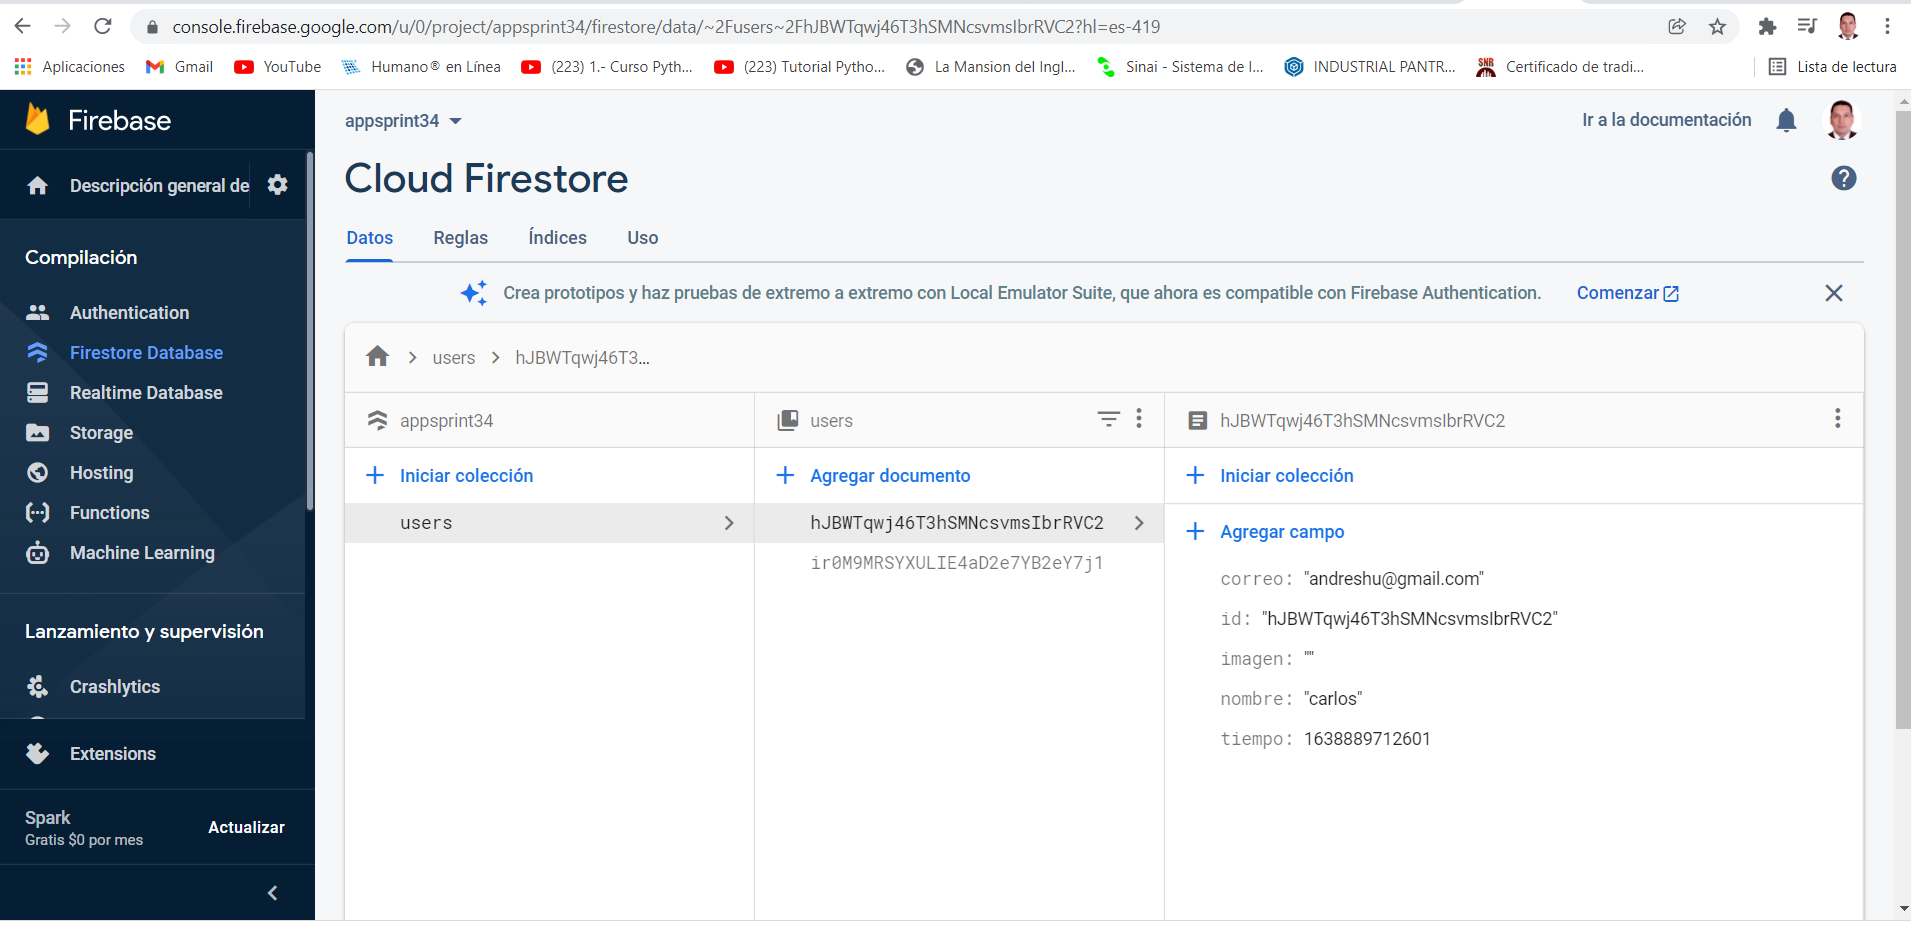 console.firebase.google.com/u/0/project/appsprint34/firestore/data/~2Fusers~2FhJBWTqwj46T3hSMNcsvmsIbrRVC2?hl=es-419
Aplicaciones Gmail YouTube Humano® en Línea (223) 1.- Curso Pyth... (223) Tutorial Pytho... La Mansion del Ingl... Sinai - Sistema de I... INDUSTRIAL PANTR... SNR Certificado de tradi... Lista de lectura
Firebase
Descripción general de
Compilación
Authentication
Firestore Database
Realtime Database
Storage
Hosting
Functions
Machine Learning
Lanzamiento y supervisión
Crashlytics
Extensions
Spark
Gratis $0 por mes
Actualizar
appsprint34
Ir a la documentación
Cloud Firestore
Datos Reglas Índices Uso
Crea prototipos y haz pruebas de extremo a extremo con Local Emulator Suite, que ahora es compatible con Firebase Authentication. Comenzar
users hJBWTqwj46T3...
appsprint34
Iniciar colección
users
users
Agregar documento
hJBWTqwj46T3hSMNcsvmsIbrRVC2
ir0M9MRSYXULIE4aD2e7YB2eY7j1
hJBWTqwj46T3hSMNcsvmsIbrRVC2
Iniciar colección
Agregar campo
correo: "andreshu@gmail.com"
id: "hJBWTqwj46T3hSMNcsvmsIbrRVC2"
imagen: ""
nombre: "carlos"
tiempo: 1638889712601